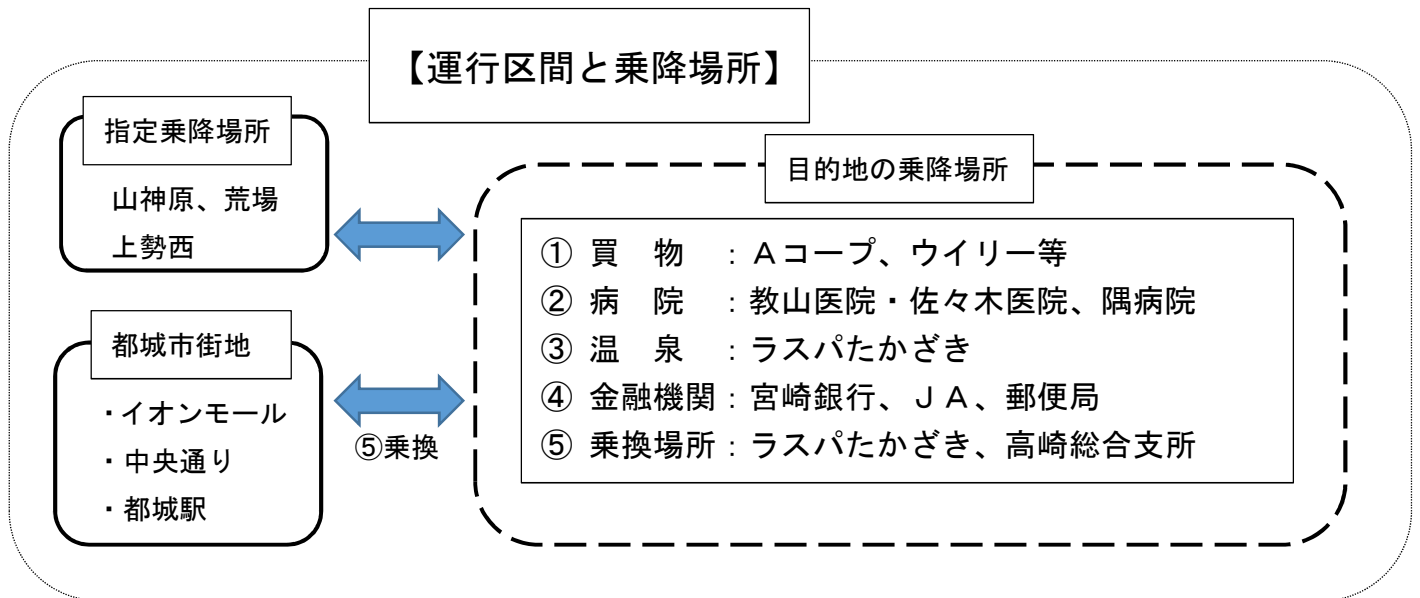 【運行区間と乗降場所】
指定乗降場所
山神原、荒場
上勢西
目的地の乗降場所
① 買　物　：Ａコープ、ウイリー等
② 病　院　：教山医院・佐々木医院、隅病院
③ 温　泉　：ラスパたかざき
④ 金融機関：宮崎銀行、ＪＡ、郵便局
⑤ 乗換場所：ラスパたかざき、高崎総合支所
都城市街地
・イオンモール
・中央通り
・都城駅
⑤乗換